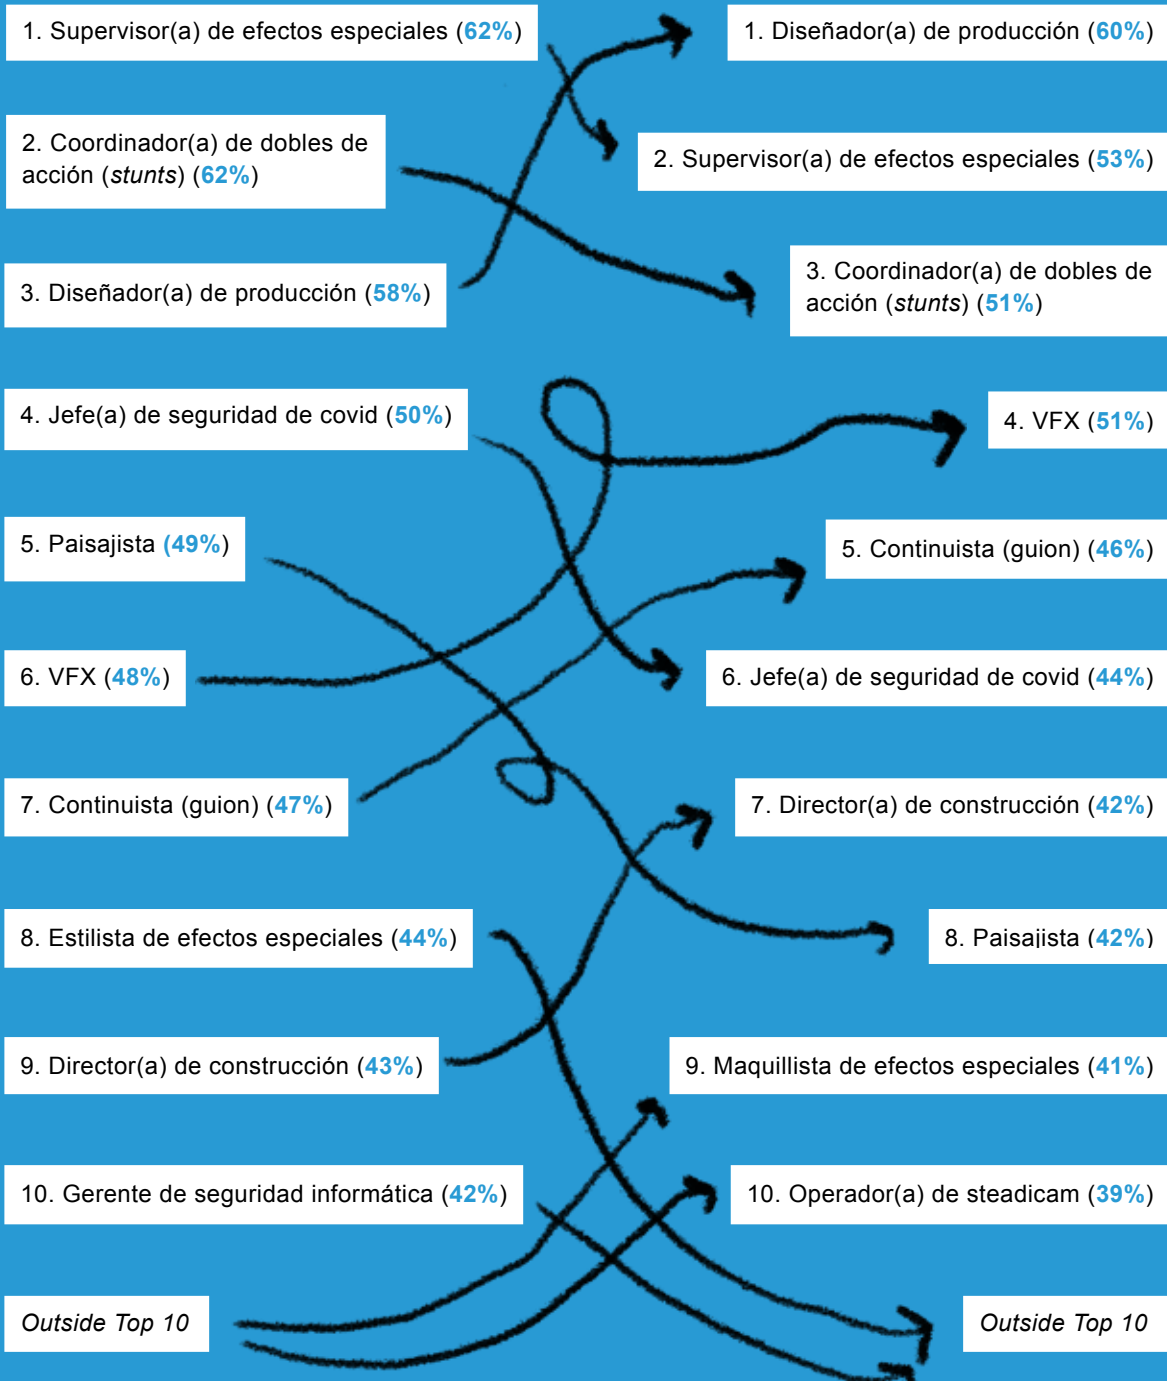 1. Supervisor(a) de efectos especiales (62%)
1. Diseñador(a) de producción (60%)
2. Coordinador(a) de dobles de
acción (stunts) (62%)
2. Supervisor(a) de efectos especiales (53%)
3. Diseñador(a) de producción (58%)
3. Coordinador(a) de dobles de
acción (stunts) (51%)
4. Jefe(a) de seguridad de covid (50%)
4. VFX (51%)
5. Paisajista (49%)
5. Continuista (guion) (46%)
6. VFX (48%)
6. Jefe(a) de seguridad de covid (44%)
7. Continuista (guion) (47%)
7. Director(a) de construcción (42%)
8. Estilista de efectos especiales (44%)
8. Paisajista (42%)
9. Director(a) de construcción (43%)
9. Maquillista de efectos especiales (41%)
10. Gerente de seguridad informática (42%)
10. Operador(a) de steadicam (39%)
Outside Top 10
Outside Top 10